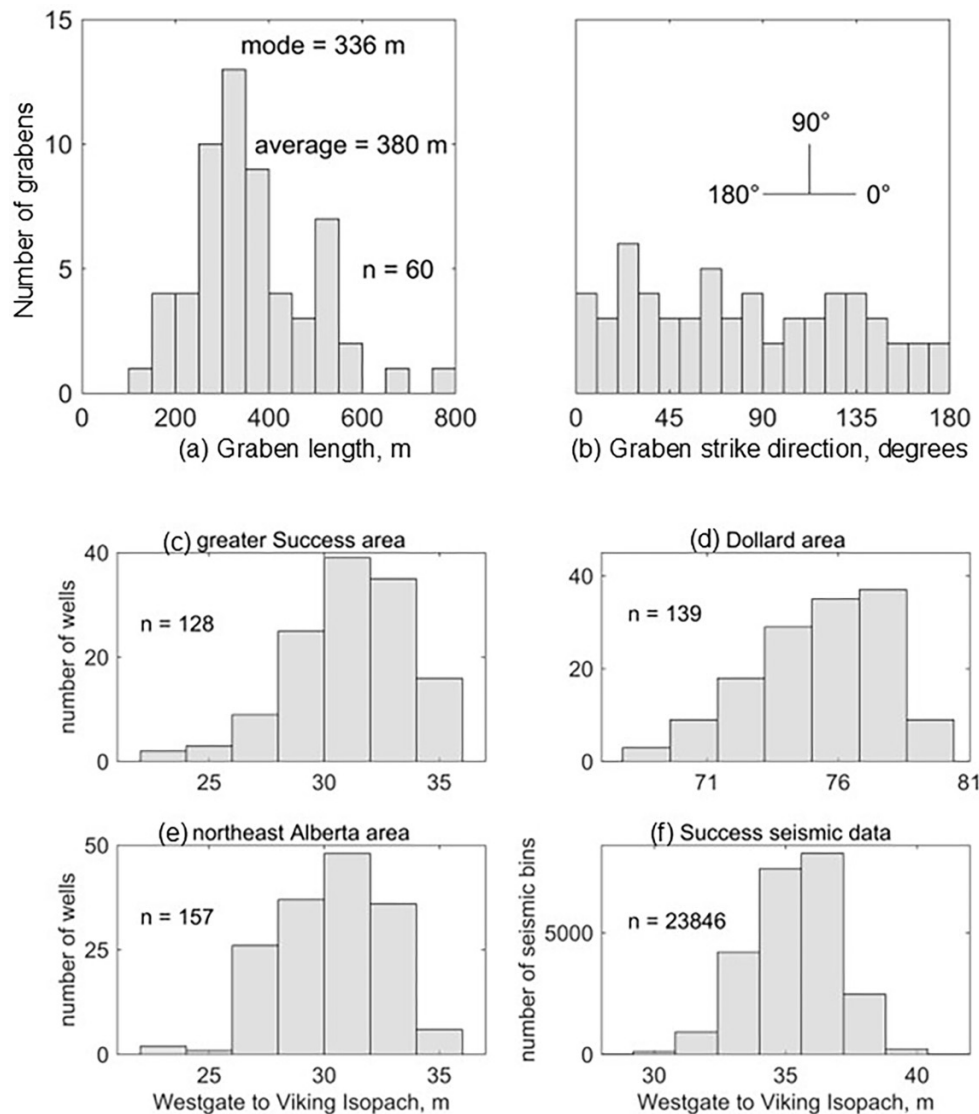 15
10
5
0
Number of grabens
mode = 336 m
average = 380 m
n = 60
0 200 400 600 800
(a) Graben length, m
90°
180° 0°
0 45 90 135 180
(b) Graben strike direction, degrees
(c) greater Success area
40
20
0
number of wells
n = 128
25 30 35
(d) Dollard area
40
20
0
n = 139
71 76 81
(e) northeast Alberta area
50
25
0
number of wells
n = 157
25 30 35
Westgate to Viking Isopach, m
(f) Success seismic data
5000
0
number of seismic bins
n = 23846
30 35 40
Westgate to Viking Isopach, m